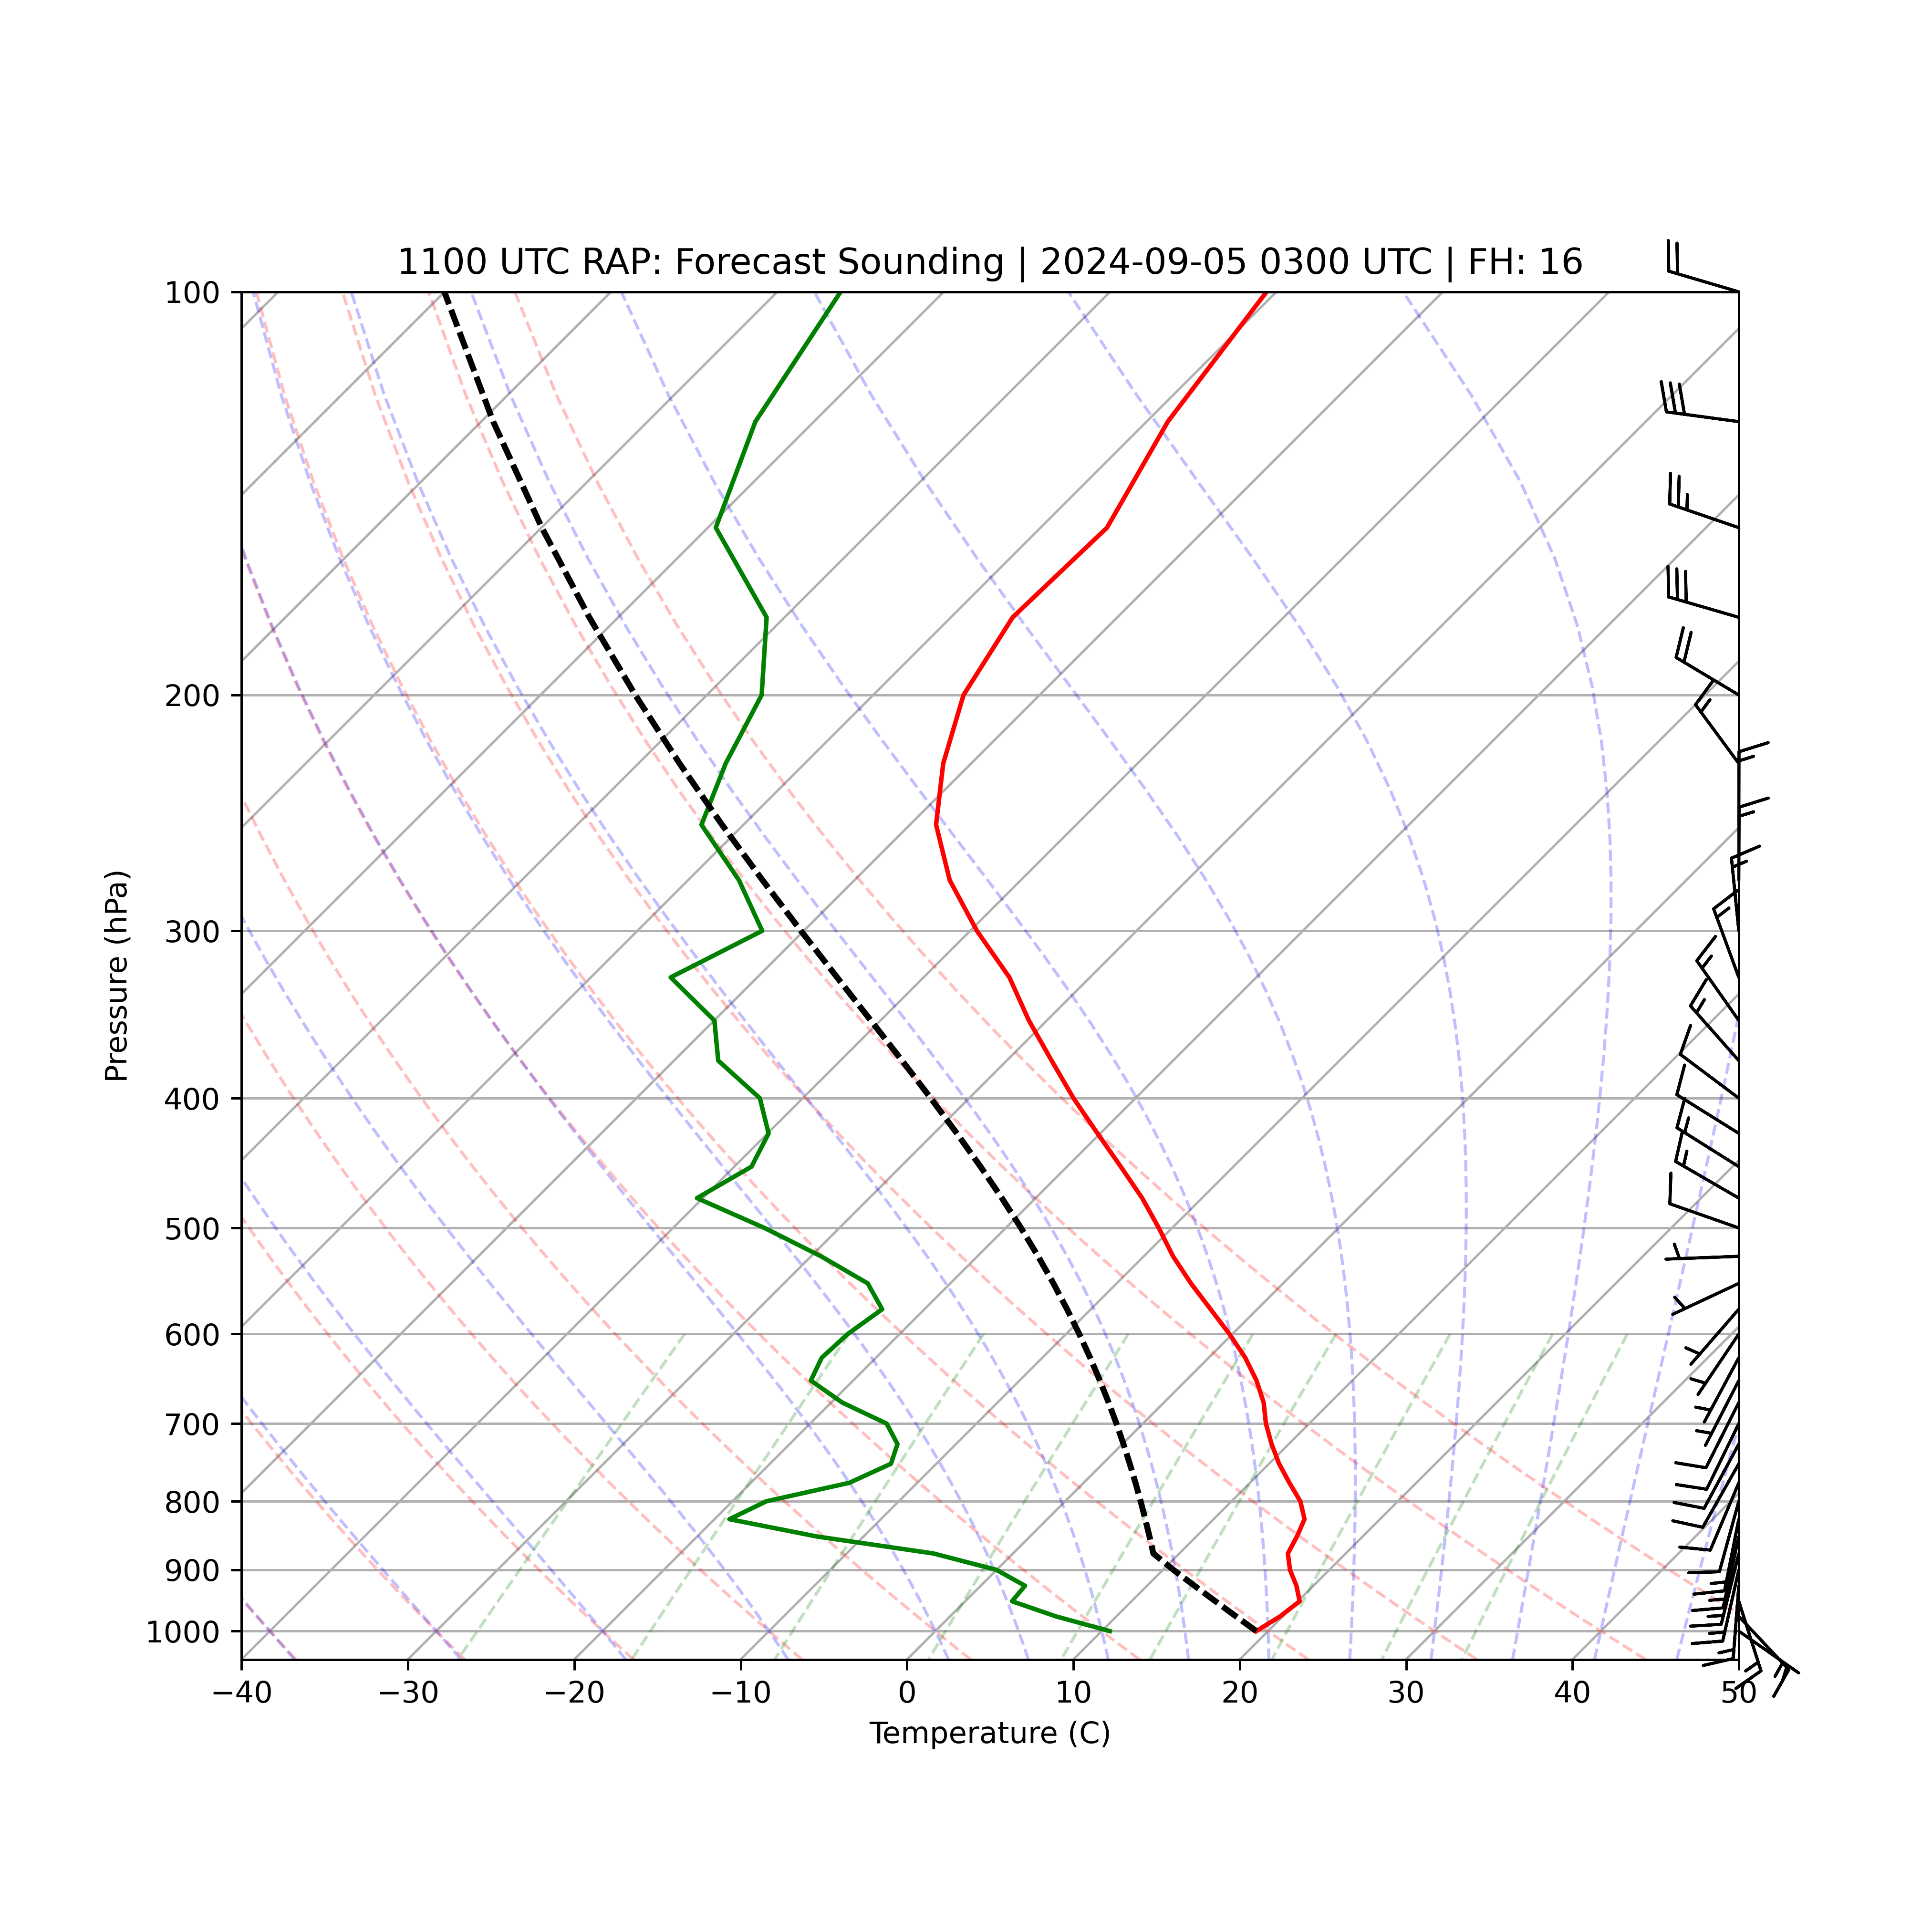 1100 UTC RAP: Forecast Sounding | 2024-09-05 0300 UTC | FH: 16
100
200
300
400
500
600
700
800
900
1000
Pressure (hPa)
−40 −30 −20 −10 0 10 20 30 40 50
Temperature (C)